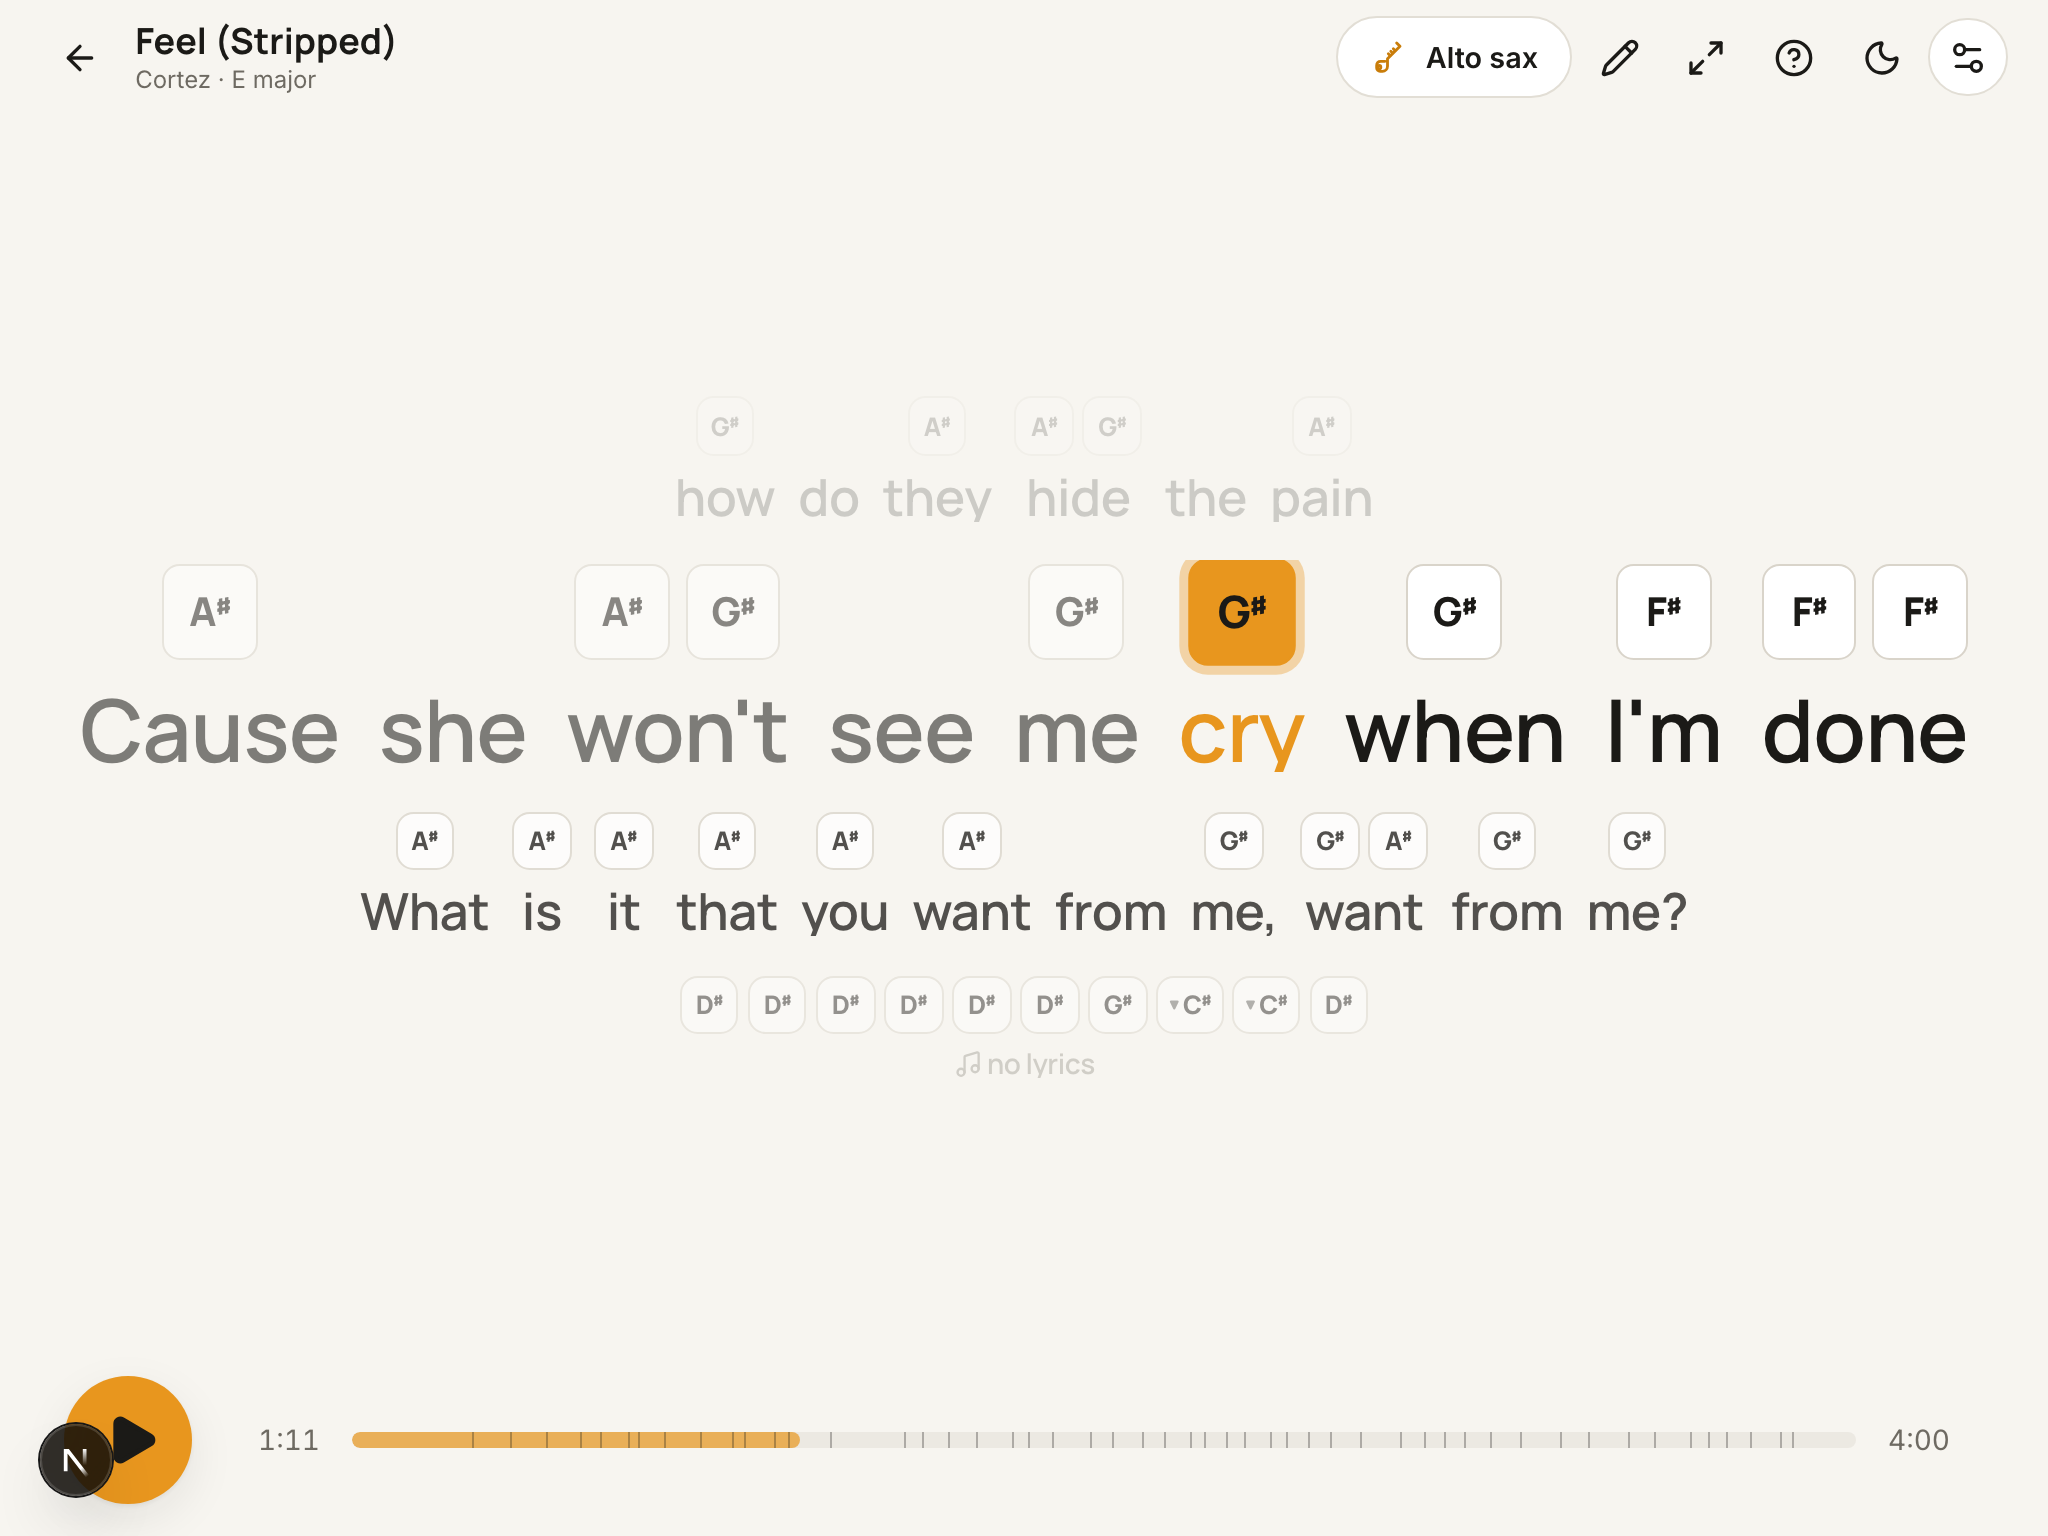 Feel (Stripped)
Cortez · E major
Alto sax
G# A# A# G# A#
how do they hide the pain
A# A# G# G# G# G# F# F# F#
Cause she won't see me cry when I'm done
A# A# A# A# A# A# G# G# A# G# G#
What is it that you want from me, want from me?
D# D# D# D# D# D# G# ▼C# ▼C# D#
no lyrics
N
1:11
4:00